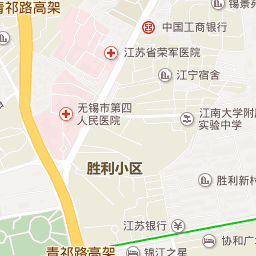 青祁路高架
锡景苑
中国工商银行
江苏省荣军医院
江宁宿舍
无锡市第四
人民医院
江南大学附
实验中学
胜利小区
胜利新村
江苏银行
协和广
青祁路高架
锦江之星